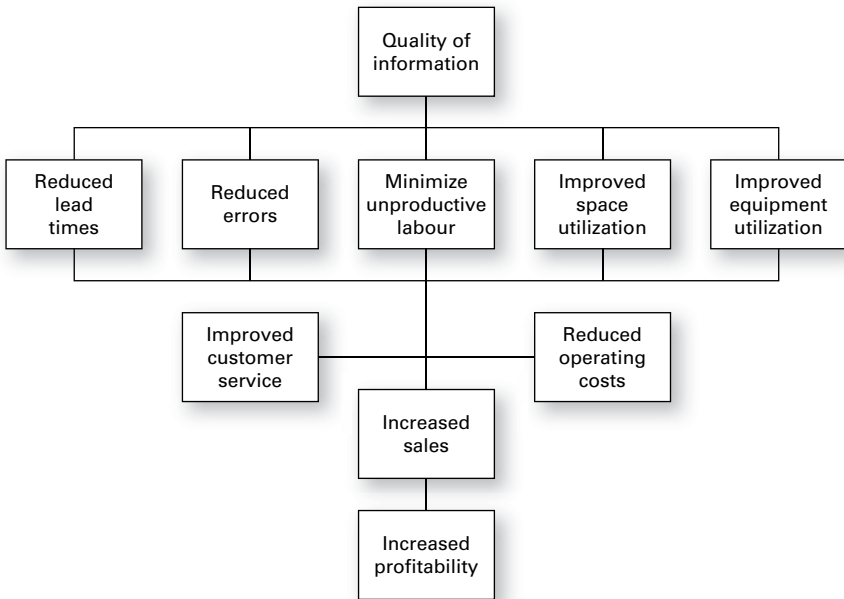 Quality of
information
Reduced
lead
times
Reduced
errors
Minimize
unproductive
labour
Improved
space
utilization
Improved
equipment
utilization
Improved
customer
service
Reduced
operating
costs
Increased
sales
Increased
profitability